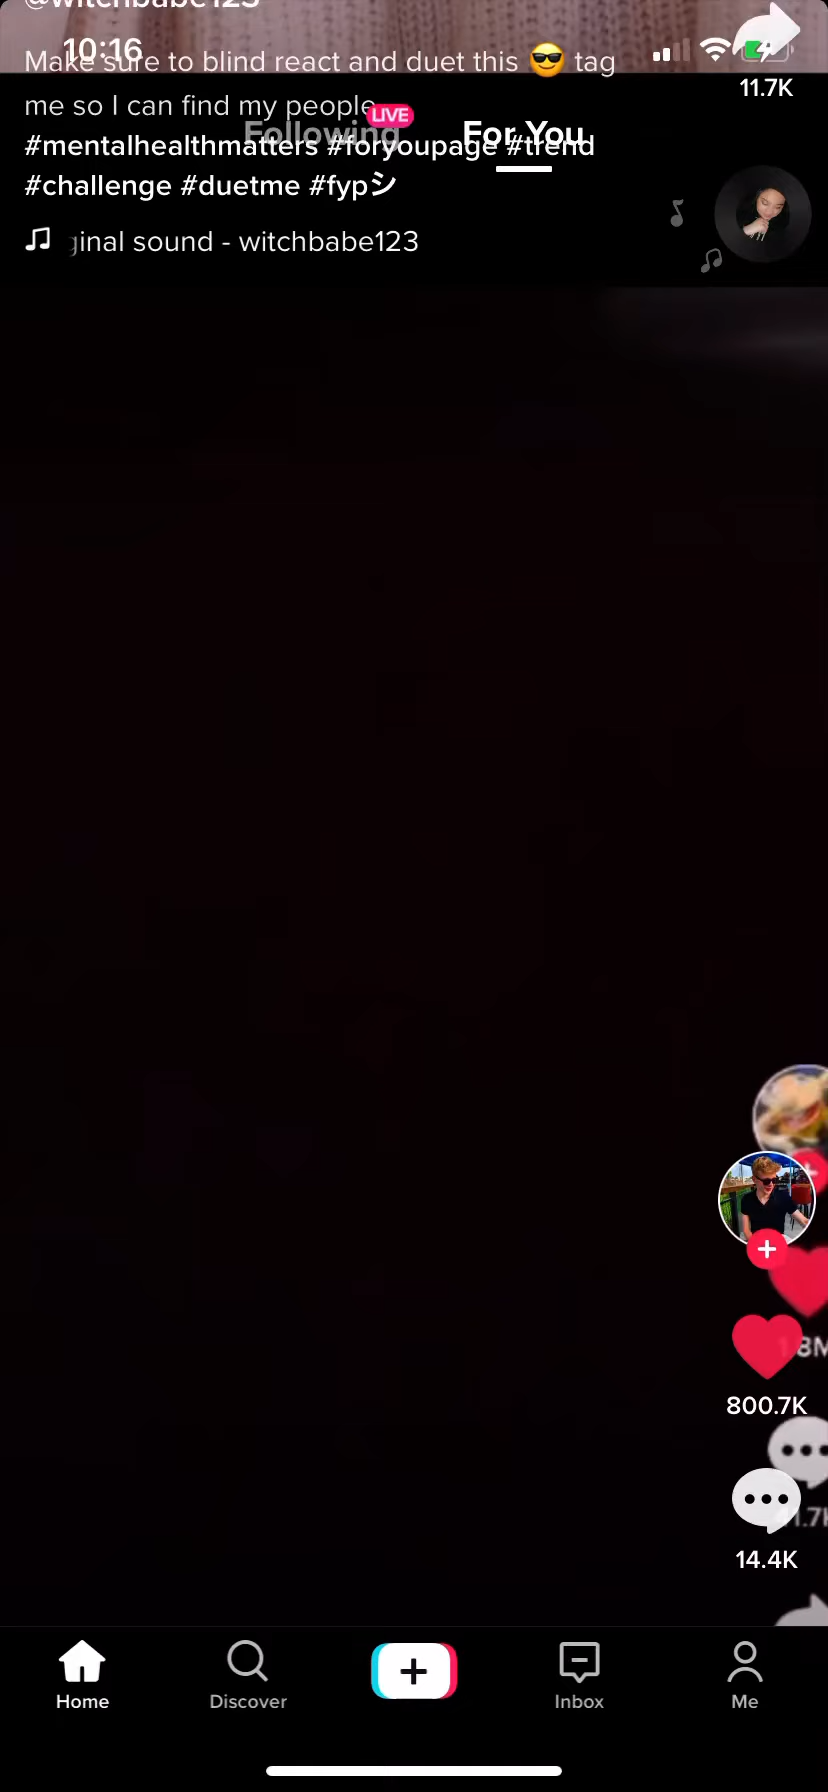 @witchbabe123
10:16
Make sure to blind react and duet this 😎 tag
me so I can find my people
11.7K
LIVE
Following
For You
#mentalhealthmatters #foryoupage #trend
#challenge #duetme #fypシ
ginal sound - witchbabe123
800.7K
14.4K
Home
Discover
Inbox
Me